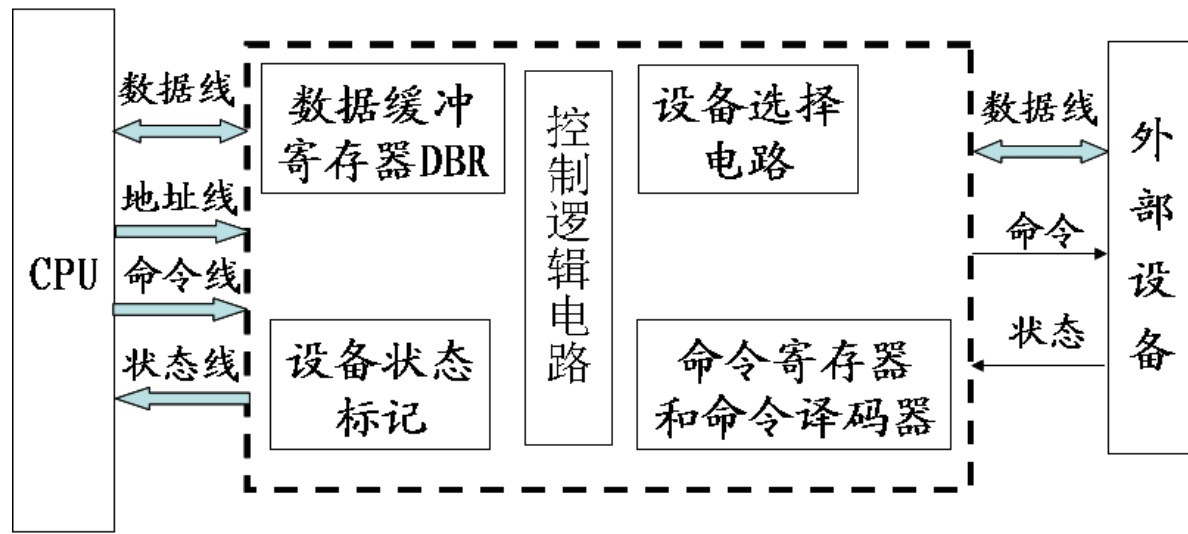 CPU
数据线
地址线
命令线
状态线
数据缓冲
寄存器DBR
设备状态
标记
控制逻辑电路
设备选择
电路
命令寄存器
和命令译码器
数据线
命令
状态
外部设备